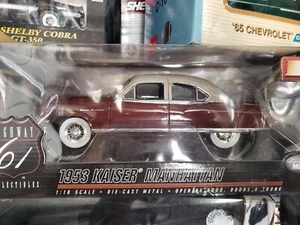 SHELBY COBRA
GT-350
SHE
'65 CHEVROLET
HIGHWAY
61
COLLECTIBLES
1953 KAISER MANHATTAN
1:18 SCALE • DIE-CAST METAL • OPENING HOOD, DOORS & TRUNK